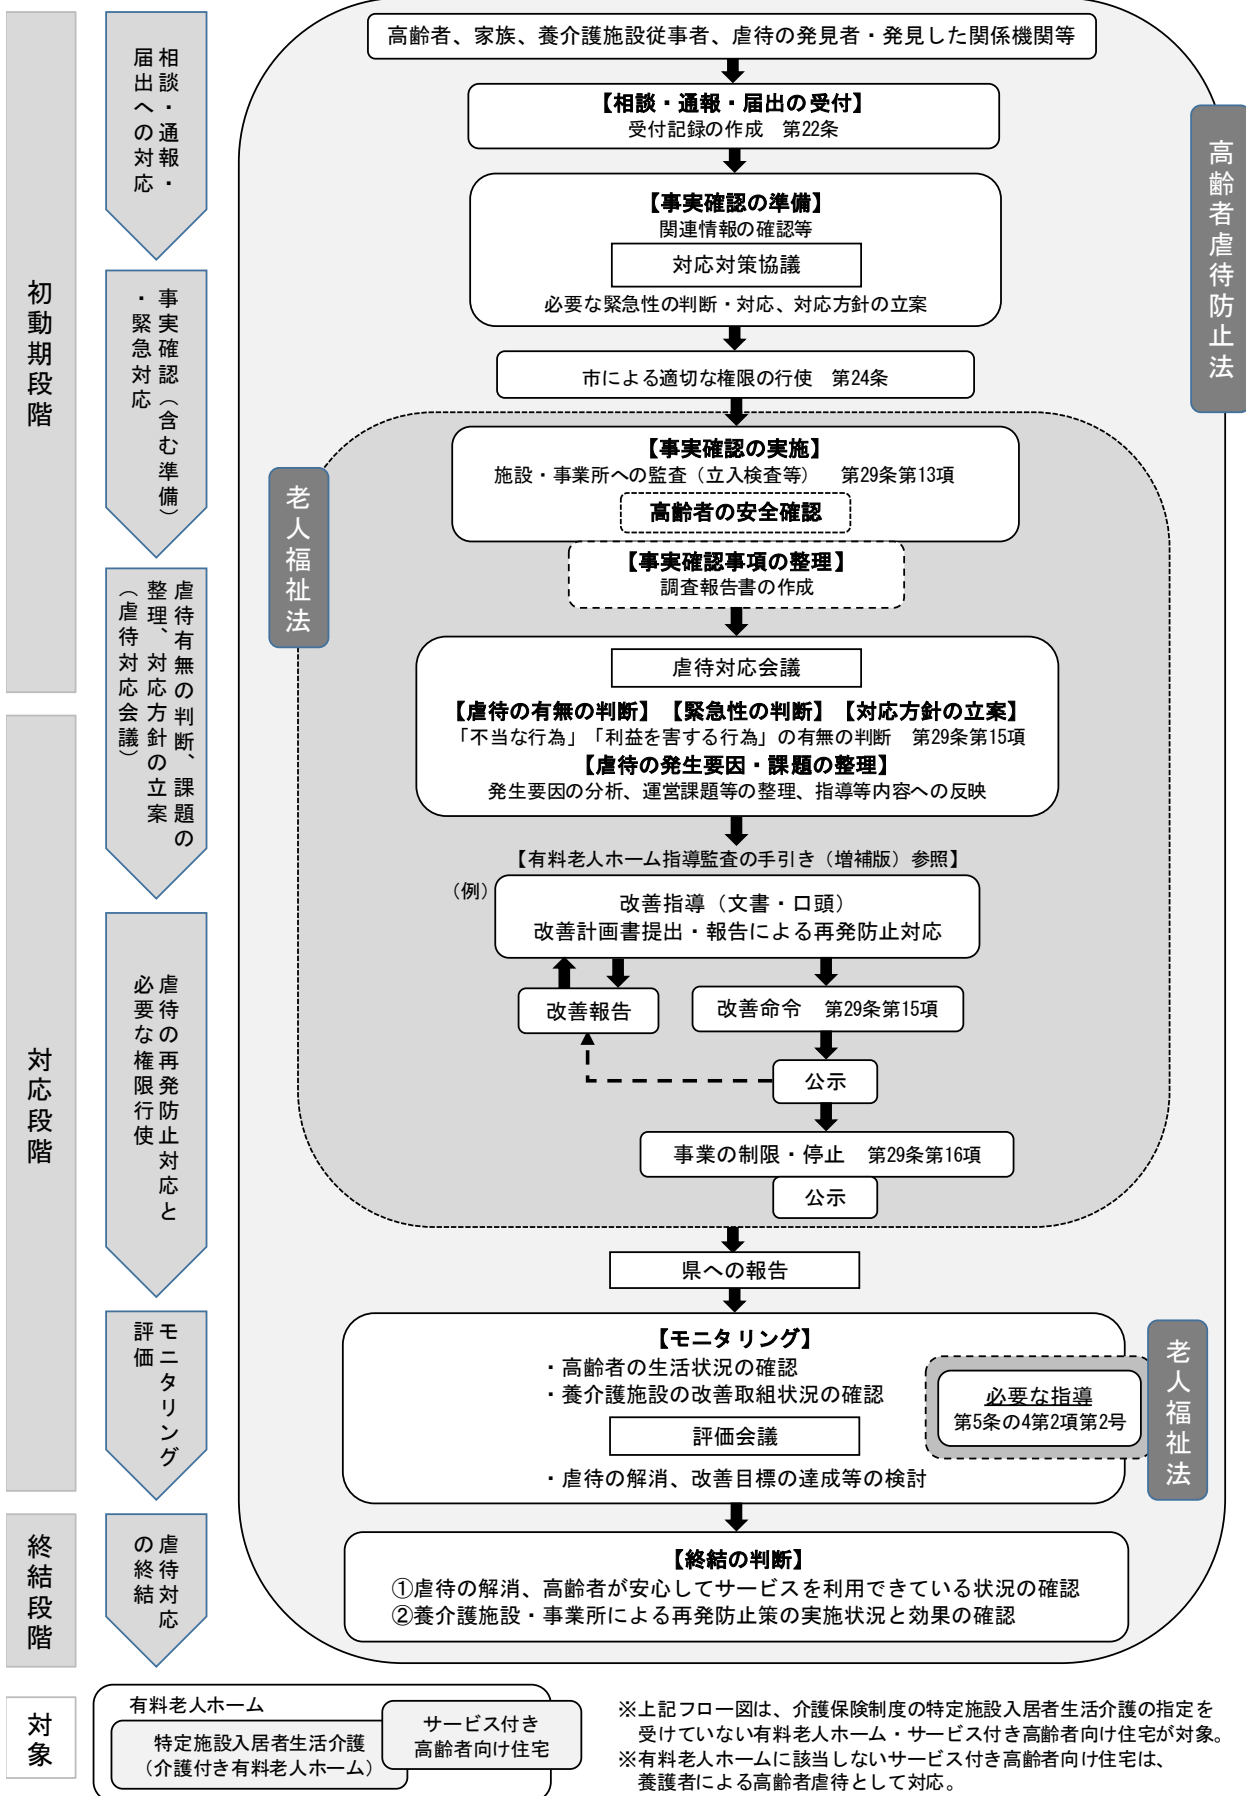 初動期段階
対応段階
終結段階
対象
相談・通報・
届出への対応
事実確認（含む準備）
・緊急対応
虐待有無の判断、課題の
整理、対応方針の立案
（虐待対応会議）
虐待の再発防止対応と
必要な権限行使
モニタリング
評価
虐待対応
の終結
高齢者虐待防止法
高齢者、家族、養介護施設従事者、虐待の発見者・発見した関係機関等
【相談・通報・届出の受付】
受付記録の作成　第22条
【事実確認の準備】
関連情報の確認等
対応対策協議
必要な緊急性の判断・対応、対応方針の立案
市による適切な権限の行使　第24条
老人福祉法
【事実確認の実施】
施設・事業所への監査（立入検査等）　第29条第13項
高齢者の安全確認
【事実確認事項の整理】
調査報告書の作成
虐待対応会議
【虐待の有無の判断】【緊急性の判断】【対応方針の立案】
「不当な行為」「利益を害する行為」の有無の判断　第29条第15項
【虐待の発生要因・課題の整理】
発生要因の分析、運営課題等の整理、指導等内容への反映
【有料老人ホーム指導監査の手引き（増補版）参照】
（例）
改善指導（文書・口頭）
改善計画書提出・報告による再発防止対応
改善報告
改善命令　第29条第15項
公示
事業の制限・停止　第29条第16項
公示
県への報告
【モニタリング】
・高齢者の生活状況の確認
・養介護施設の改善取組状況の確認
評価会議
・虐待の解消、改善目標の達成等の検討
老人福祉法
必要な指導
第5条の4第2項第2号
【終結の判断】
①虐待の解消、高齢者が安心してサービスを利用できている状況の確認
②養介護施設・事業所による再発防止策の実施状況と効果の確認
有料老人ホーム
特定施設入居者生活介護
（介護付き有料老人ホーム）
サービス付き
高齢者向け住宅
※上記フロー図は、介護保険制度の特定施設入居者生活介護の指定を
受けていない有料老人ホーム・サービス付き高齢者向け住宅が対象。
※有料老人ホームに該当しないサービス付き高齢者向け住宅は、
養護者による高齢者虐待として対応。